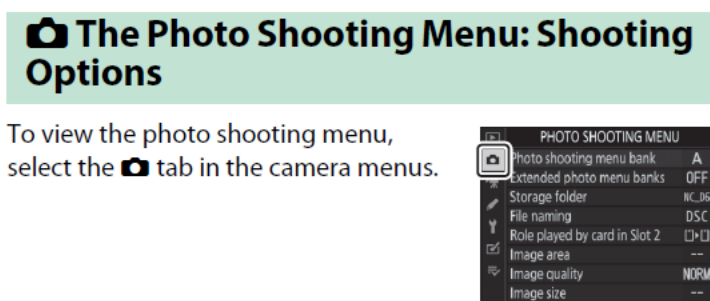 The Photo Shooting Menu: Shooting
Options
To view the photo shooting menu,
select the tab in the camera menus.
PHOTO SHOOTING MENU
Photo shooting menu bank A
Extended photo menu banks OFF
Storage folder NC_D6
File naming DSC
Role played by card in Slot 2
Image area --
Image quality NORM
Image size --